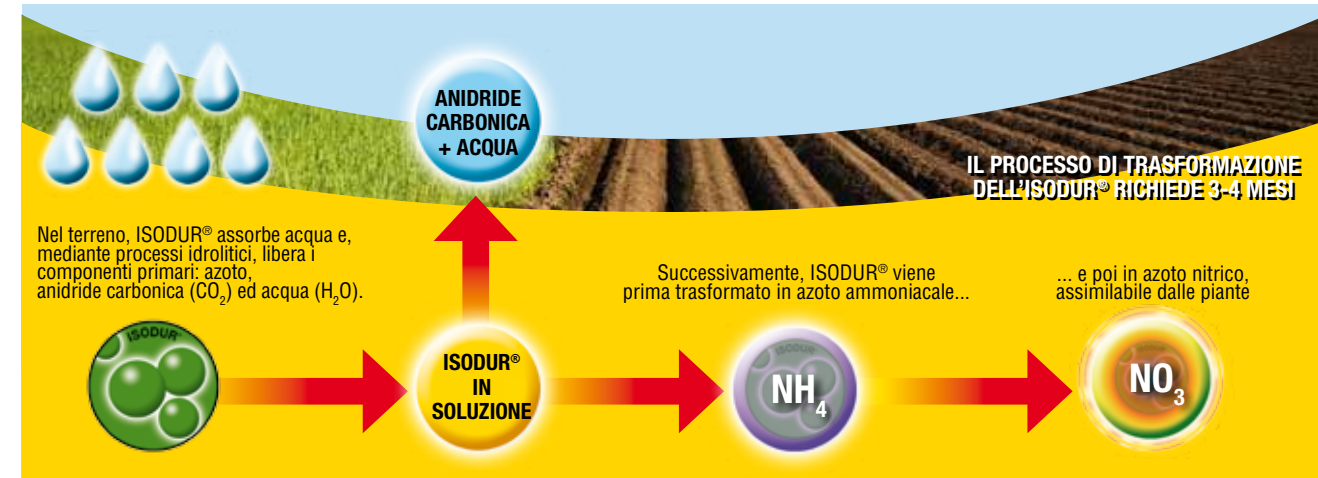 ANIDRIDE
CARBONICA
+ ACQUA
IL PROCESSO DI TRASFORMAZIONE
DELL'ISODUR® RICHIEDE 3-4 MESI
Nel terreno, ISODUR® assorbe acqua e,
mediante processi idrolitici, libera i
componenti primari: azoto,
anidride carbonica (CO₂) ed acqua (H₂O).
Successivamente, ISODUR® viene
prima trasformato in azoto ammoniacale...
... e poi in azoto nitrico,
assimilabile dalle piante
ISODUR®
ISODUR®
IN
SOLUZIONE
ISODUR
NH₄
ISODUR
NO₃